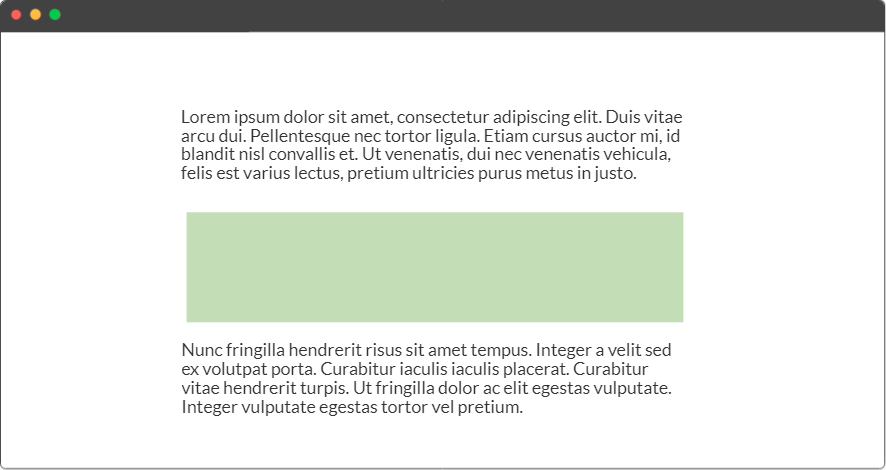 Lorem ipsum dolor sit amet, consectetur adipiscing elit. Duis vitae
arcu dui. Pellentesque nec tortor ligula. Etiam cursus auctor mi, id
blandit nisl convallis et. Ut venenatis, dui nec venenatis vehicula,
felis est varius lectus, pretium ultricies purus metus in justo.
Nunc fringilla hendrerit risus sit amet tempus. Integer a velit sed
ex volutpat porta. Curabitur iaculis iaculis placerat. Curabitur
vitae hendrerit turpis. Ut fringilla dolor ac elit egestas vulputate.
Integer vulputate egestas tortor vel pretium.